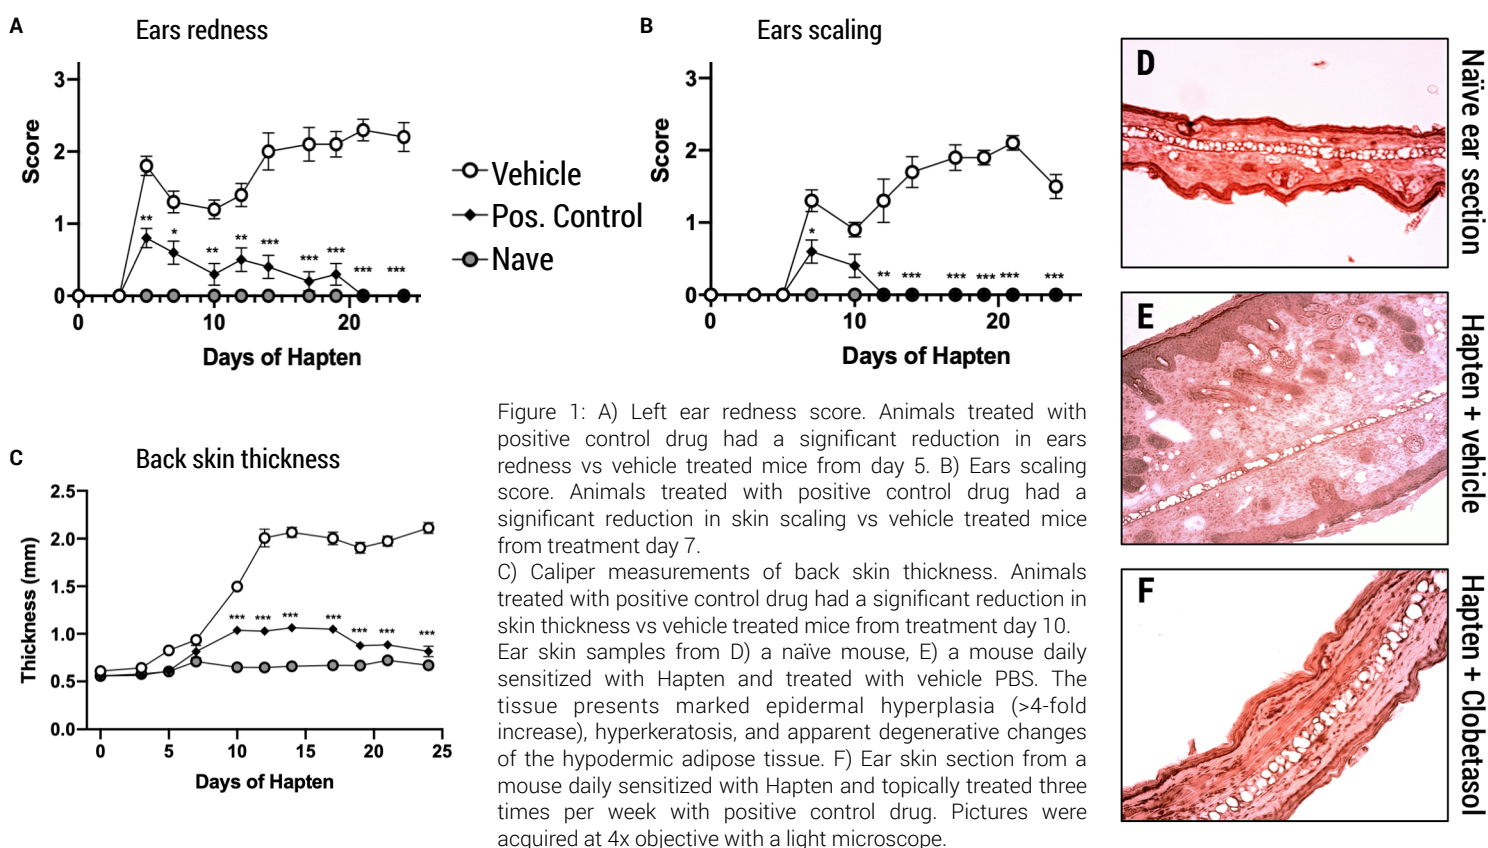 A
Ears redness
3
2
1
0
Score
0
10
20
Days of Hapten
**
*
**
**
***
***
***
***
***
Vehicle
Pos. Control
Nave
B
Ears scaling
3
2
1
0
Score
0
10
20
Days of Hapten
*
**
***
***
***
***
***
C
Back skin thickness
2.5
2.0
1.5
1.0
0.5
0.0
Thickness (mm)
0
5
10
15
20
25
Days of Hapten
***
***
***
***
***
***
***
Figure 1: A) Left ear redness score. Animals treated with
positive control drug had a significant reduction in ears
redness vs vehicle treated mice from day 5. B) Ears scaling
score. Animals treated with positive control drug had a
significant reduction in skin scaling vs vehicle treated mice
from treatment day 7.
C) Caliper measurements of back skin thickness. Animals
treated with positive control drug had a significant reduction in
skin thickness vs vehicle treated mice from treatment day 10.
Ear skin samples from D) a naïve mouse, E) a mouse daily
sensitized with Hapten and treated with vehicle PBS. The
tissue presents marked epidermal hyperplasia (>4-fold
increase), hyperkeratosis, and apparent degenerative changes
of the hypodermic adipose tissue. F) Ear skin section from a
mouse daily sensitized with Hapten and topically treated three
times per week with positive control drug. Pictures were
acquired at 4x objective with a light microscope.
D
Naïve ear section
E
Hapten + vehicle
F
Hapten + Clobetasol